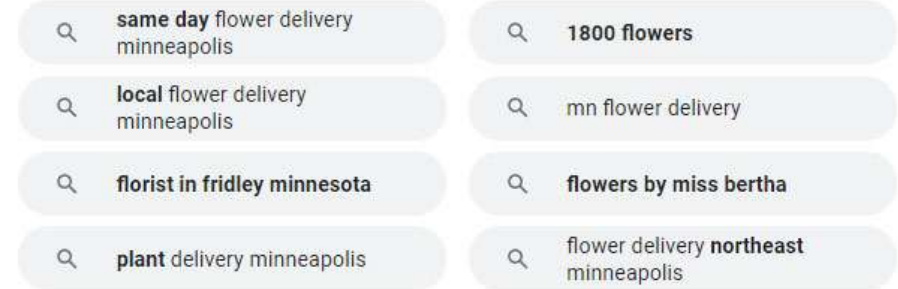 same day flower delivery
minneapolis
1800 flowers
local flower delivery
minneapolis
mn flower delivery
florist in fridley minnesota
flowers by miss bertha
plant delivery minneapolis
flower delivery northeast
minneapolis